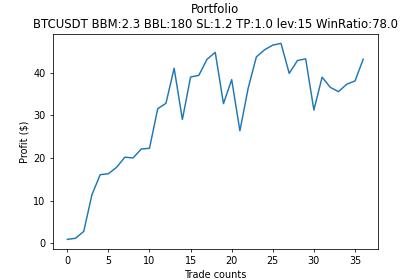 Portfolio
BTCUSDT BBM:2.3 BBL:180 SL:1.2 TP:1.0 lev:15 WinRatio:78.0
40
30
20
10
0
Profit ($)
0 5 10 15 20 25 30 35
Trade counts